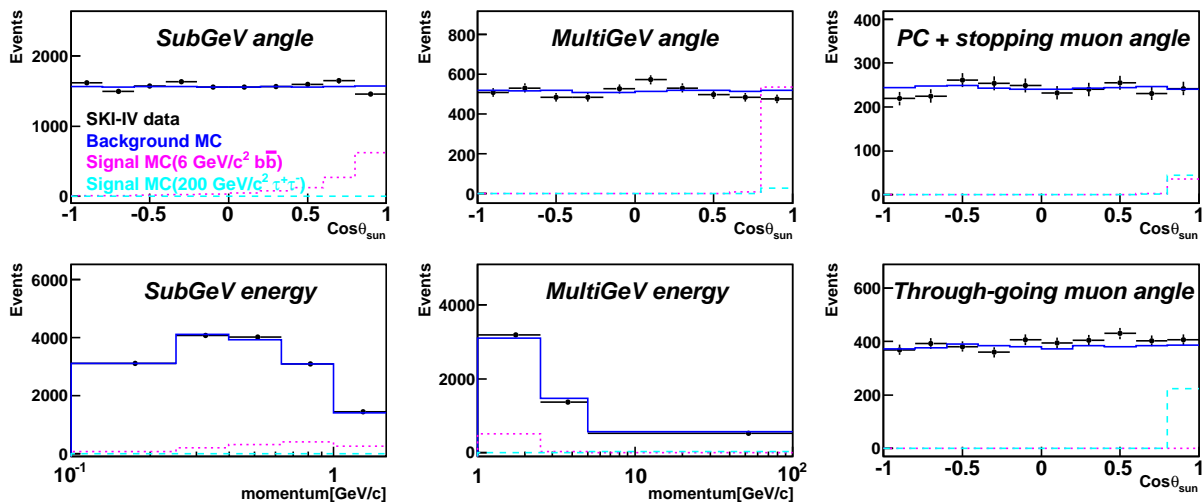 Events
SubGeV angle
2000
1000
0
SKI-IV data
Background MC
Signal MC(6 GeV/c² bb̅)
Signal MC(200 GeV/c² τ⁺τ⁻)
-1 -0.5 0 0.5 1
Cosθsun
Events
MultiGeV angle
800
600
400
200
0
-1 -0.5 0 0.5 1
Cosθsun
Events
PC + stopping muon angle
400
300
200
100
0
-1 -0.5 0 0.5 1
Cosθsun
Events
SubGeV energy
6000
4000
2000
0
10⁻¹ 1
momentum[GeV/c]
Events
MultiGeV energy
4000
2000
0
1 10 10²
momentum[GeV/c]
Events
Through-going muon angle
600
400
200
0
-1 -0.5 0 0.5 1
Cosθsun